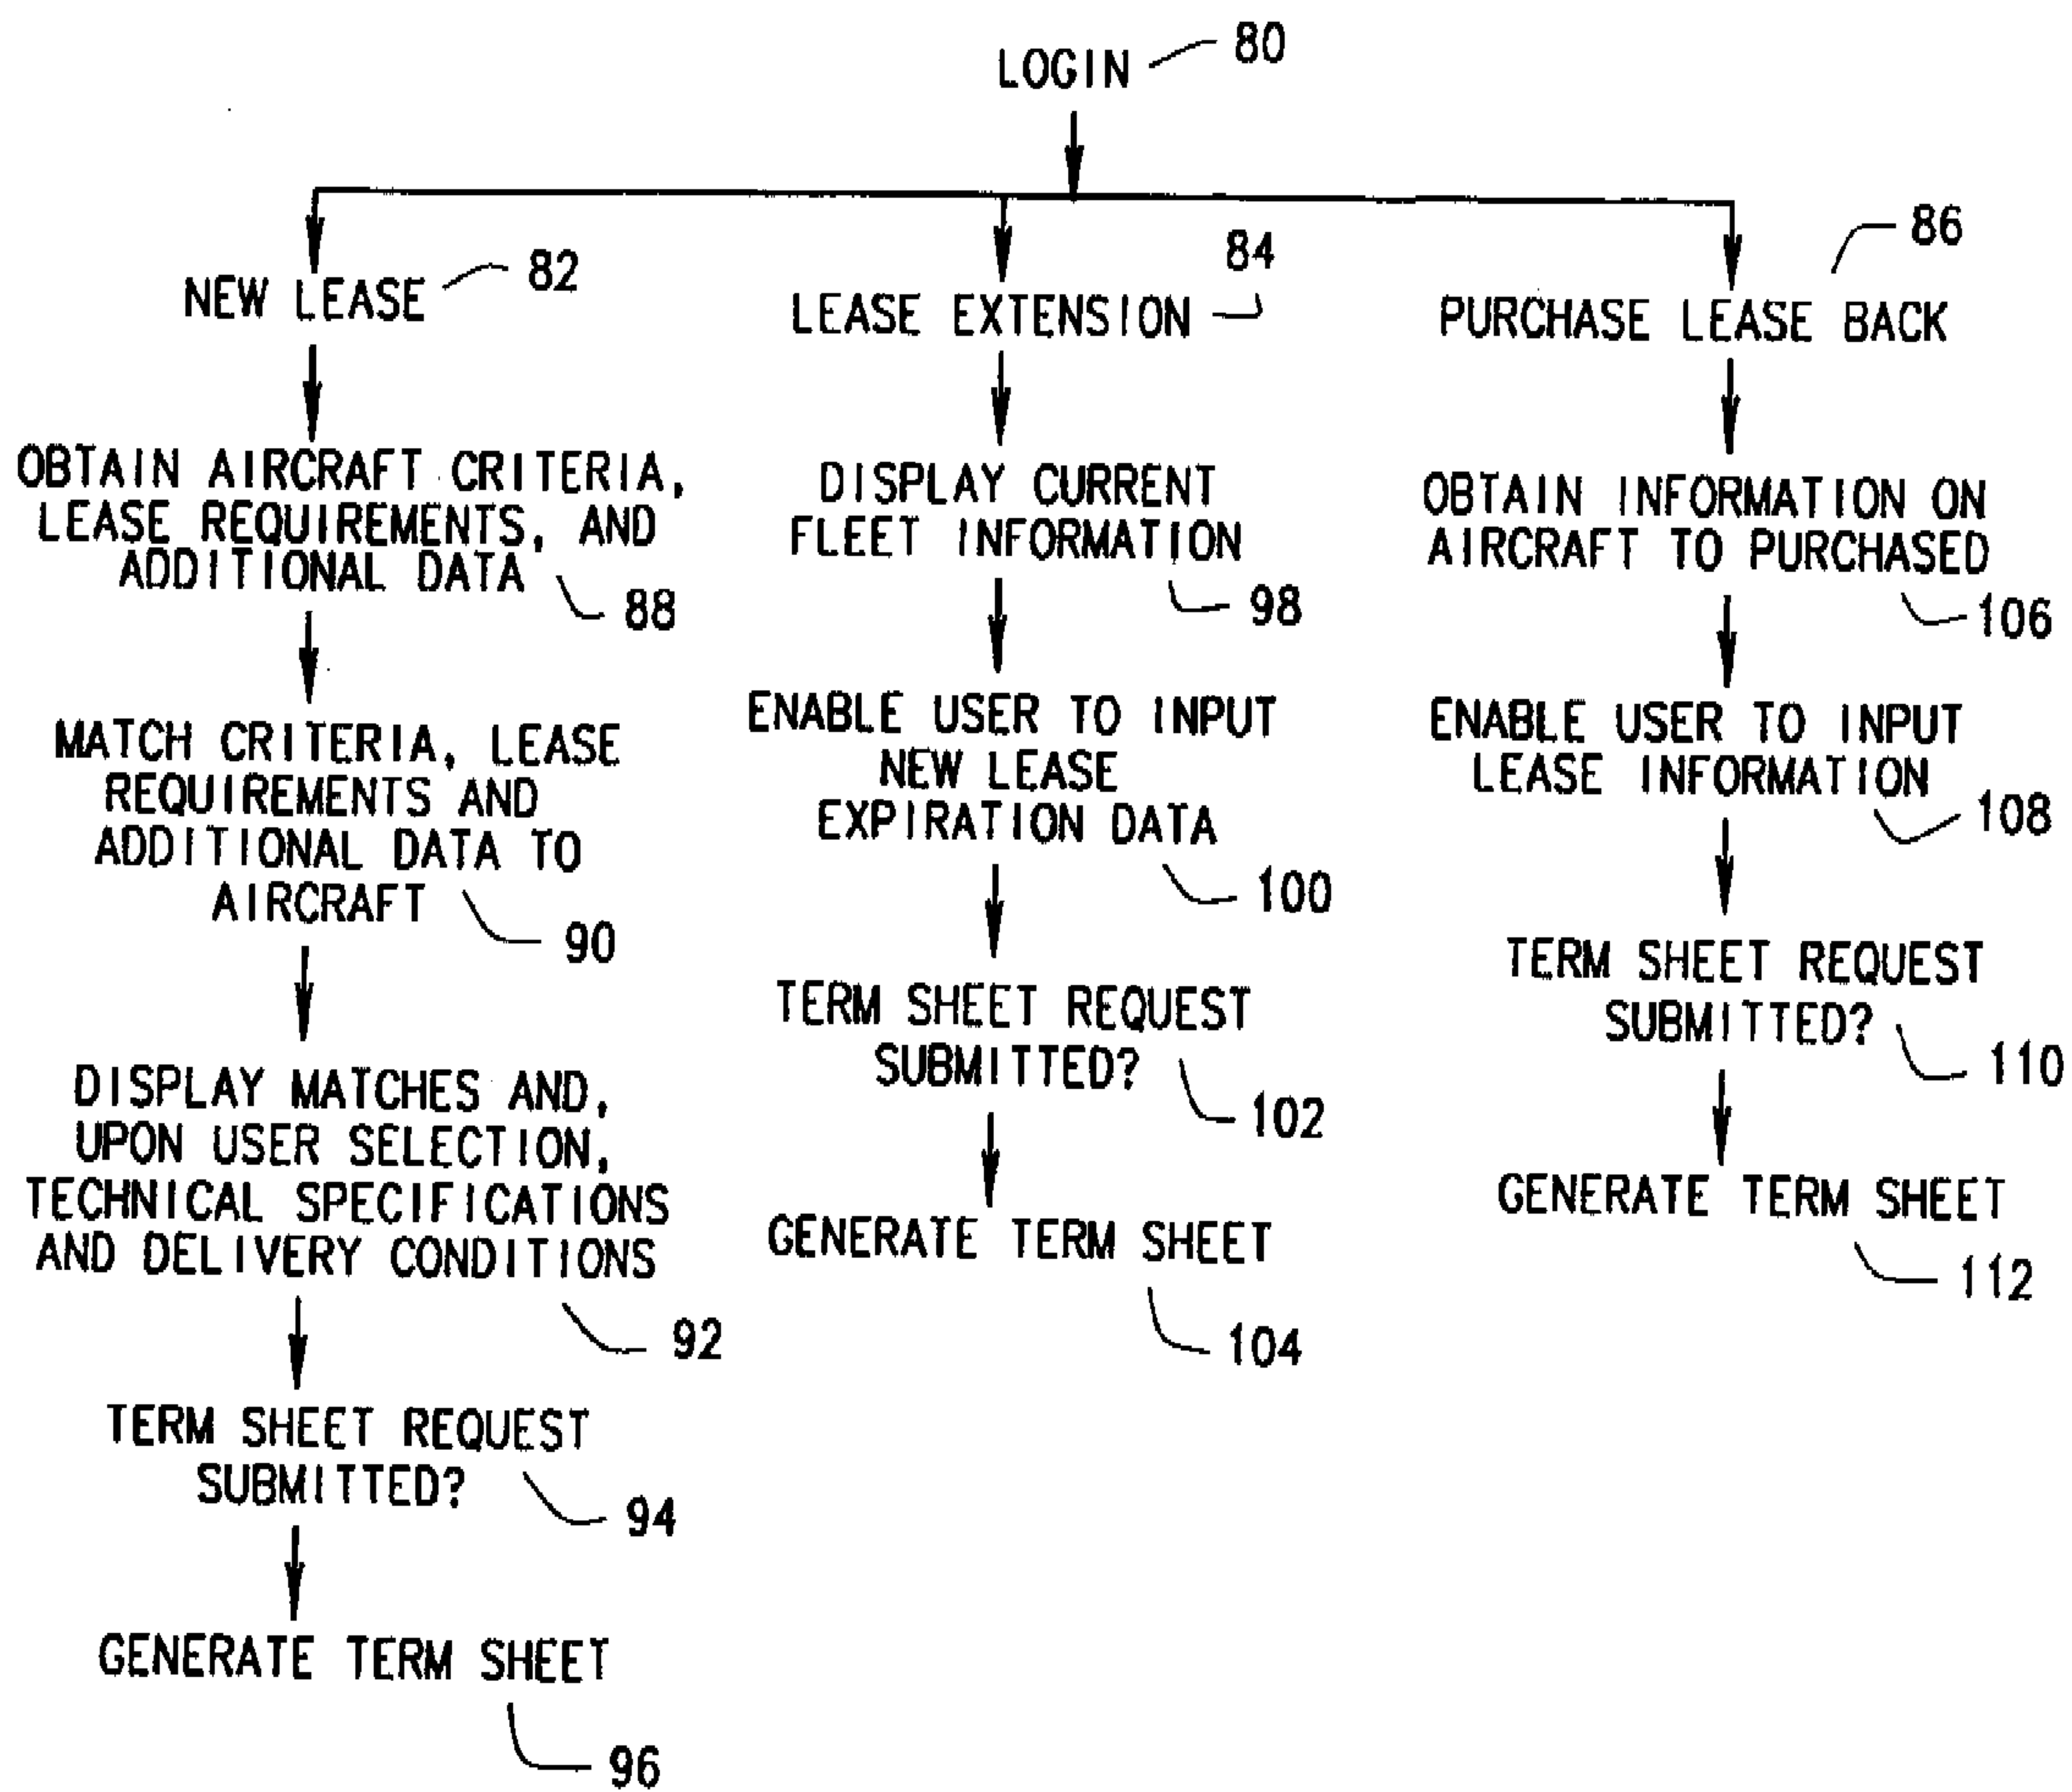 LOGIN 80
NEW LEASE 82
OBTAIN AIRCRAFT CRITERIA,
LEASE REQUIREMENTS, AND
ADDITIONAL DATA 88
MATCH CRITERIA, LEASE
REQUIREMENTS AND
ADDITIONAL DATA TO
AIRCRAFT 90
DISPLAY MATCHES AND,
UPON USER SELECTION,
TECHNICAL SPECIFICATIONS
AND DELIVERY CONDITIONS
92
TERM SHEET REQUEST
SUBMITTED? 94
GENERATE TERM SHEET
96
84
LEASE EXTENSION
DISPLAY CURRENT
FLEET INFORMATION
98
ENABLE USER TO INPUT
NEW LEASE
EXPIRATION DATA
100
TERM SHEET REQUEST
SUBMITTED? 102
GENERATE TERM SHEET
104
86
PURCHASE LEASE BACK
OBTAIN INFORMATION ON
AIRCRAFT TO PURCHASED
106
ENABLE USER TO INPUT
LEASE INFORMATION
108
TERM SHEET REQUEST
SUBMITTED? 110
GENERATE TERM SHEET
112